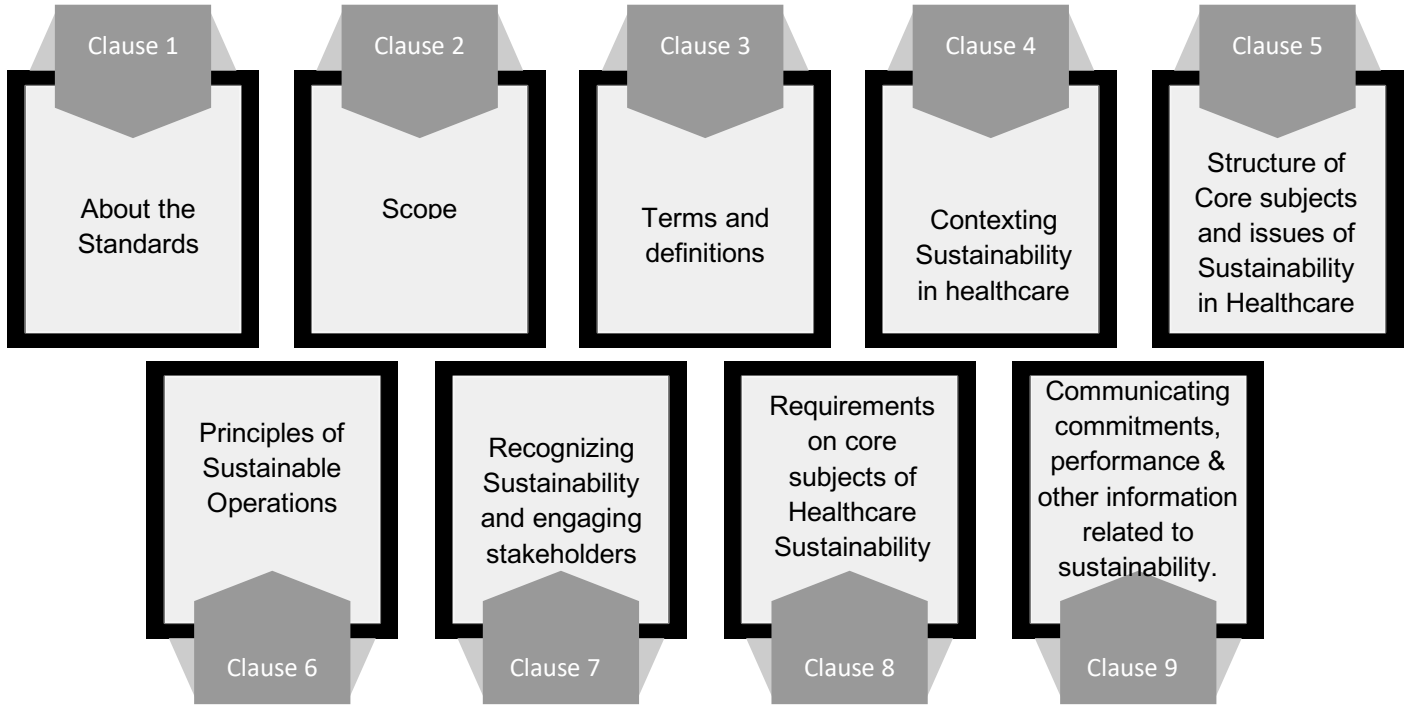 Clause 1
About the
Standards
Clause 2
Scope
Clause 3
Terms and
definitions
Clause 4
Contexting
Sustainability
in healthcare
Clause 5
Structure of
Core subjects
and issues of
Sustainability
in Healthcare
Principles of
Sustainable
Operations
Clause 6
Recognizing
Sustainability
and engaging
stakeholders
Clause 7
Requirements
on core
subjects of
Healthcare
Sustainability
Clause 8
Communicating
commitments,
performance &
other information
related to
sustainability.
Clause 9